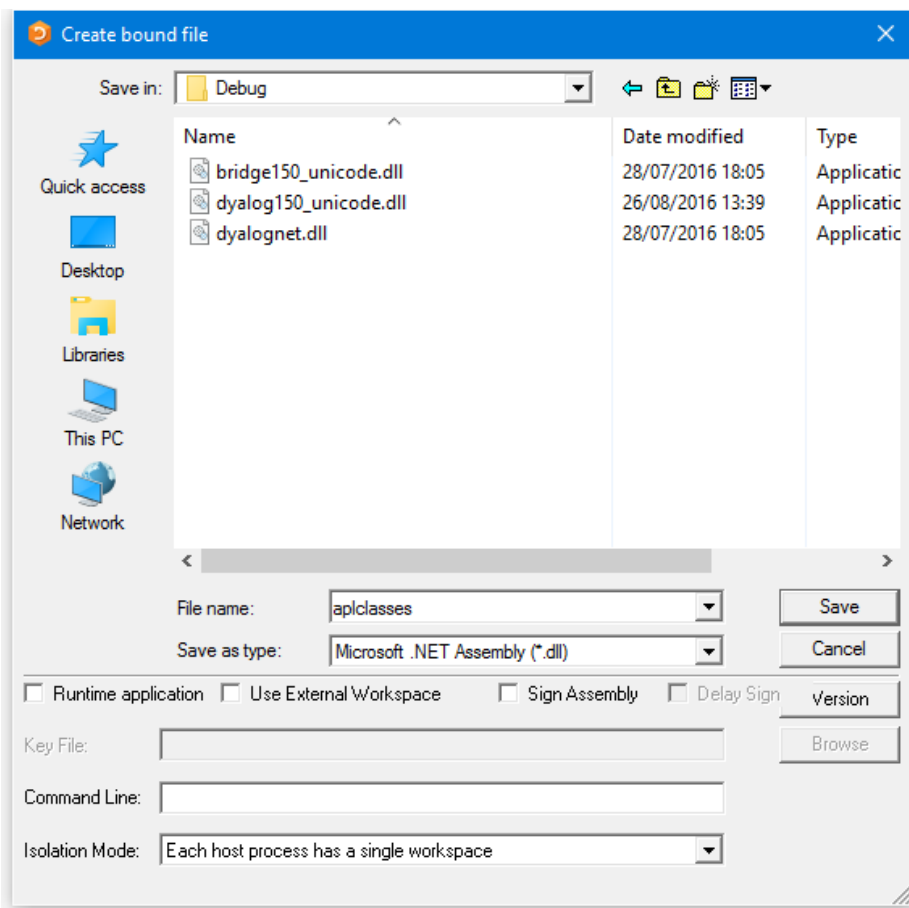 Create bound file
Save in: Debug
Name Date modified Type
Quick access
bridge150_unicode.dll 28/07/2016 18:05 Applicatic
dyalog150_unicode.dll 26/08/2016 13:39 Applicatic
dyalognet.dll 28/07/2016 18:05 Applicatic
Desktop
Libraries
This PC
Network
File name: aplclasses Save
Save as type: Microsoft .NET Assembly (*.dll) Cancel
Runtime application Use External Workspace Sign Assembly Delay Sign Version
Key File: Browse
Command Line:
Isolation Mode: Each host process has a single workspace